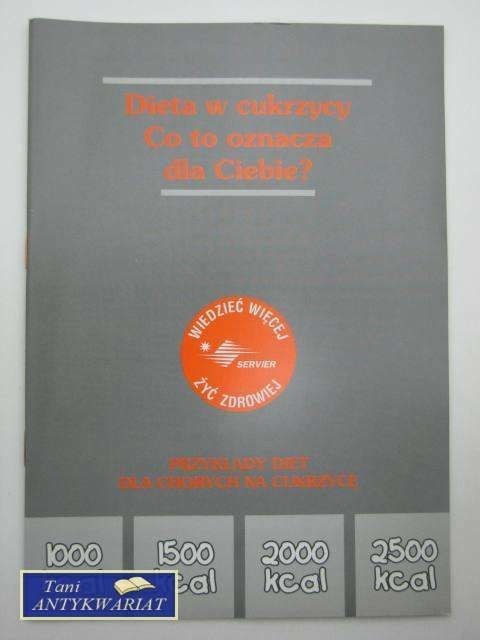 Dieta w cukrzycy
Co to oznacza
dla Ciebie?
WIEDZIEĆ WIĘCEJ
SERVIER
ŻYĆ ZDROWIEJ
PRZYKŁADY DIET
DLA CHORYCH NA CUKRZYCĘ
1000 1500 2000 2500
kcal kcal kcal
Tani
ANTYKWARIAT